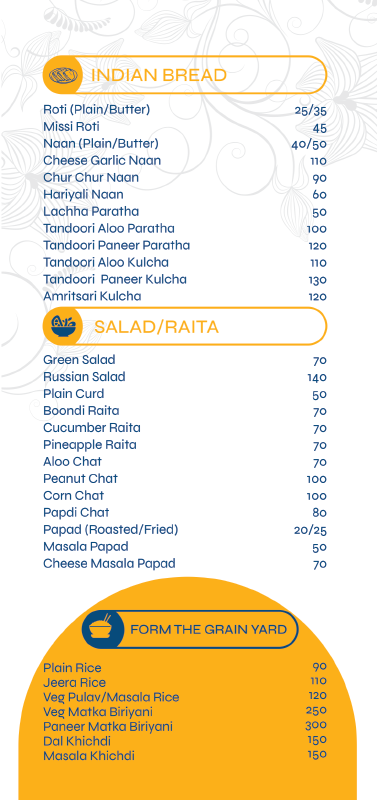 INDIAN BREAD
Roti (Plain/Butter) 25/35
Missi Roti 45
Naan (Plain/Butter) 40/50
Cheese Garlic Naan 110
Chur Chur Naan 90
Hariyali Naan 60
Lachha Paratha 50
Tandoori Aloo Paratha 100
Tandoori Paneer Paratha 120
Tandoori Aloo Kulcha 110
Tandoori Paneer Kulcha 130
Amritsari Kulcha 120
SALAD/RAITA
Green Salad 70
Russian Salad 140
Plain Curd 50
Boondi Raita 70
Cucumber Raita 70
Pineapple Raita 70
Aloo Chat 70
Peanut Chat 100
Corn Chat 100
Papdi Chat 80
Papad (Roasted/Fried) 20/25
Masala Papad 50
Cheese Masala Papad 70
FORM THE GRAIN YARD
Plain Rice 90
Jeera Rice 110
Veg Pulav/Masala Rice 120
Veg Matka Biriyani 250
Paneer Matka Biriyani 300
Dal Khichdi 150
Masala Khichdi 150